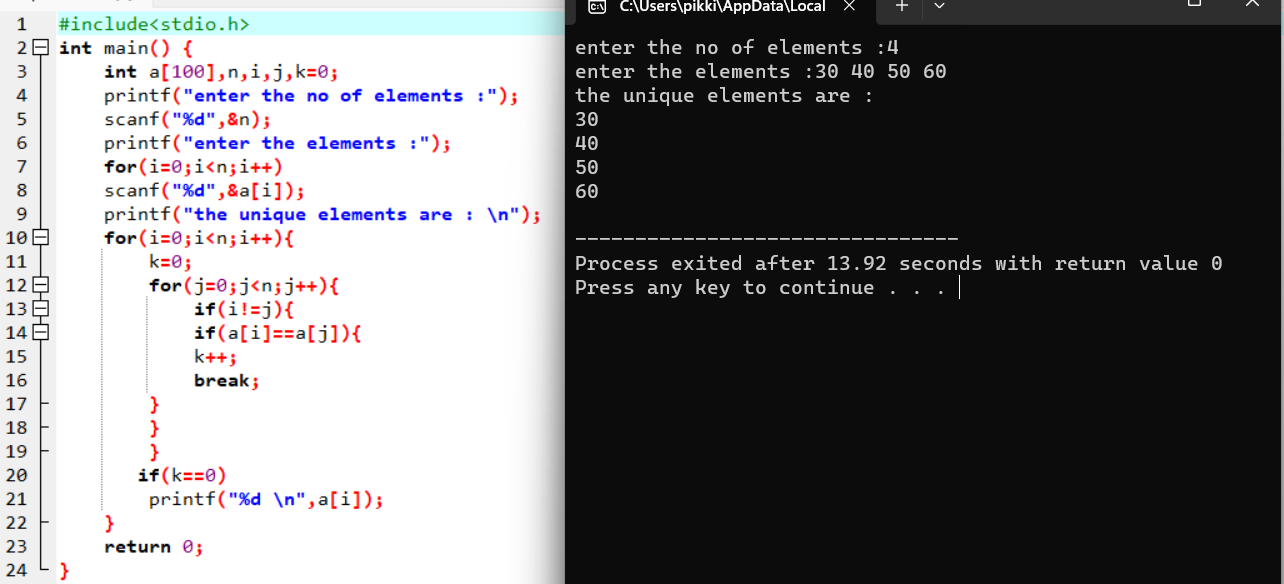 1 #include<stdio.h>
2 int main() {
3 int a[100],n,i,j,k=0;
4 printf("enter the no of elements :");
5 scanf("%d",&n);
6 printf("enter the elements :");
7 for(i=0;i<n;i++)
8 scanf("%d",&a[i]);
9 printf("the unique elements are : \n");
10 for(i=0;i<n;i++){
11 k=0;
12 for(j=0;j<n;j++){
13 if(i!=j){
14 if(a[i]==a[j]){
15 k++;
16 break;
17 }
18 }
19 }
20 if(k==0)
21 printf("%d \n",a[i]);
22 }
23 return 0;
24 }
C:\Users\pikki\AppData\Local
enter the no of elements :4
enter the elements :30 40 50 60
the unique elements are :
30
40
50
60
--------------------------------
Process exited after 13.92 seconds with return value 0
Press any key to continue . . .